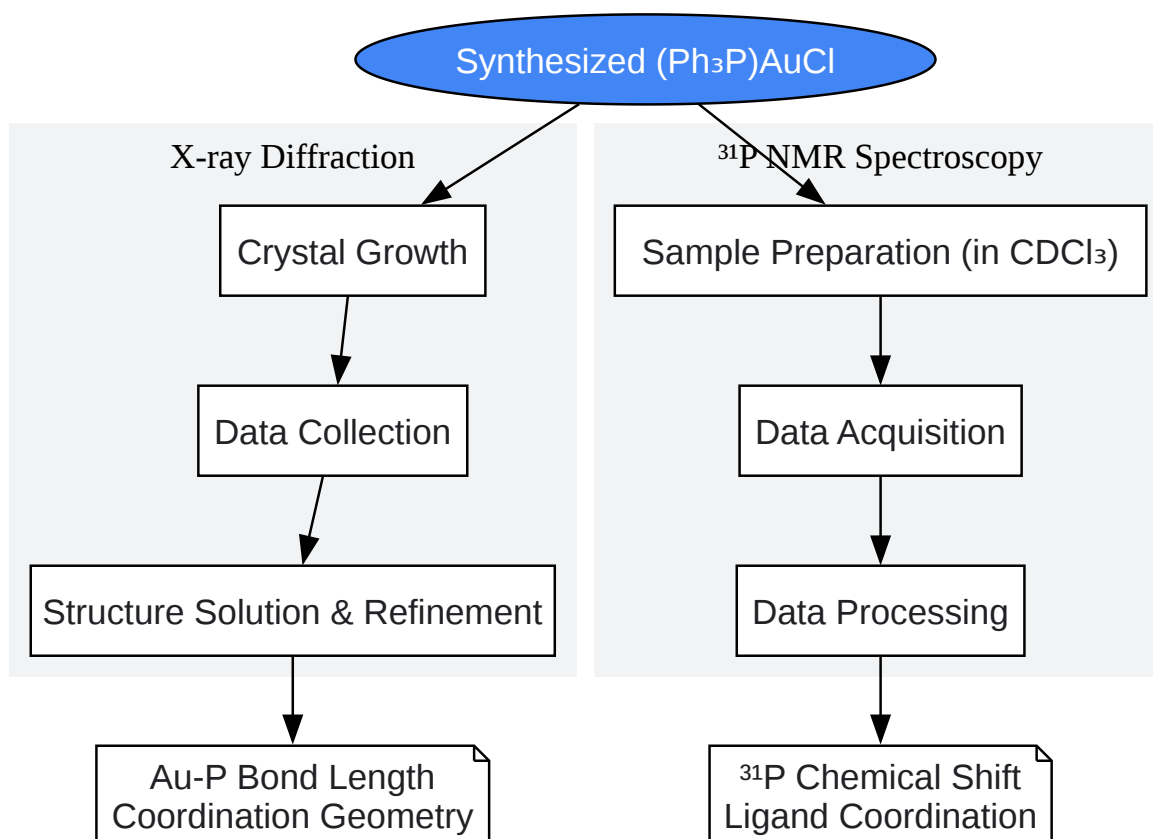 Synthesized (Ph₃P)AuCl
X-ray Diffraction
³¹P NMR Spectroscopy
Crystal Growth
Sample Preparation (in CDCl₃)
Data Collection
Data Acquisition
Structure Solution & Refinement
Data Processing
Au-P Bond Length
Coordination Geometry
³¹P Chemical Shift
Ligand Coordination